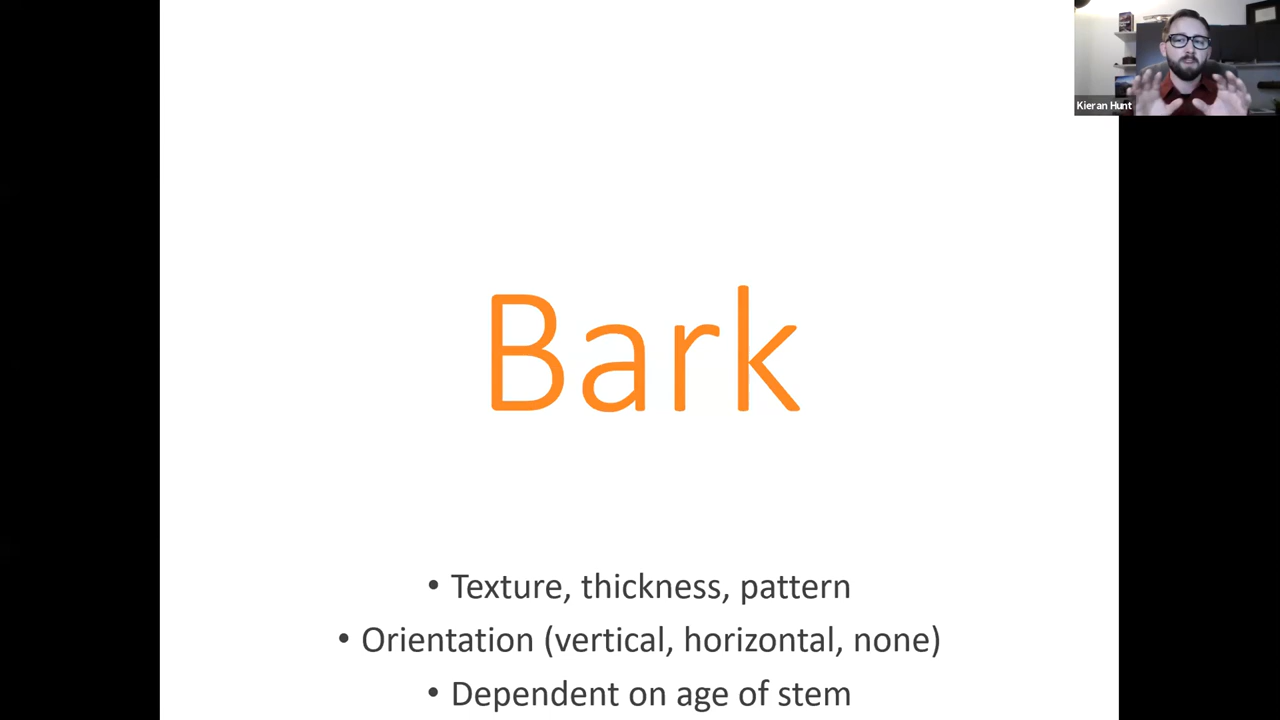 Kieran Hunt
Bark
• Texture, thickness, pattern
• Orientation (vertical, horizontal, none)
• Dependent on age of stem